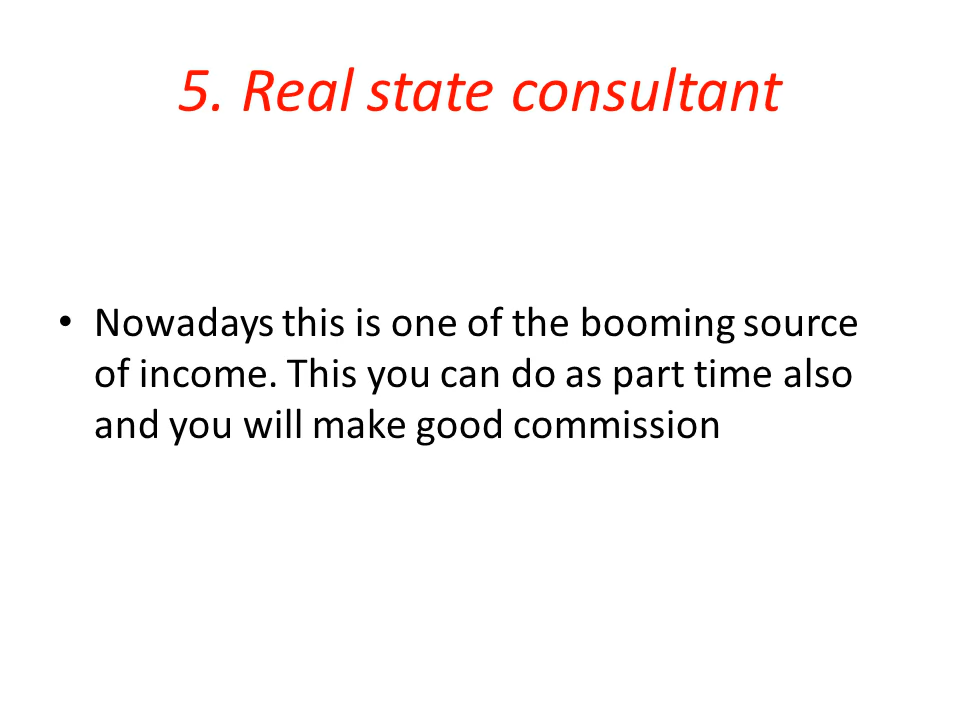 5. Real state consultant
• Nowadays this is one of the booming source
of income. This you can do as part time also
and you will make good commission